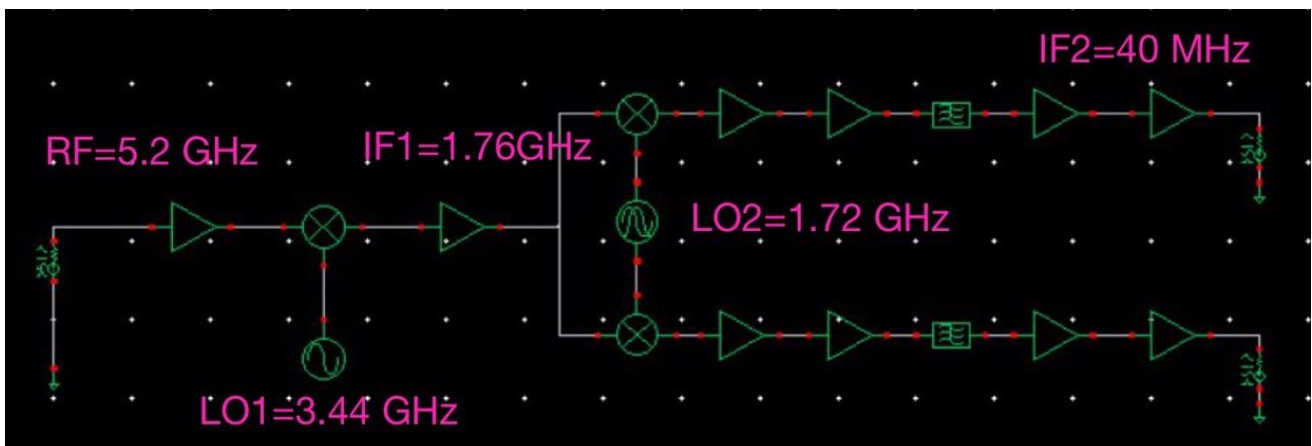 IF2=40 MHz
RF=5.2 GHz
IF1=1.76GHz
LO2=1.72 GHz
LO1=3.44 GHz